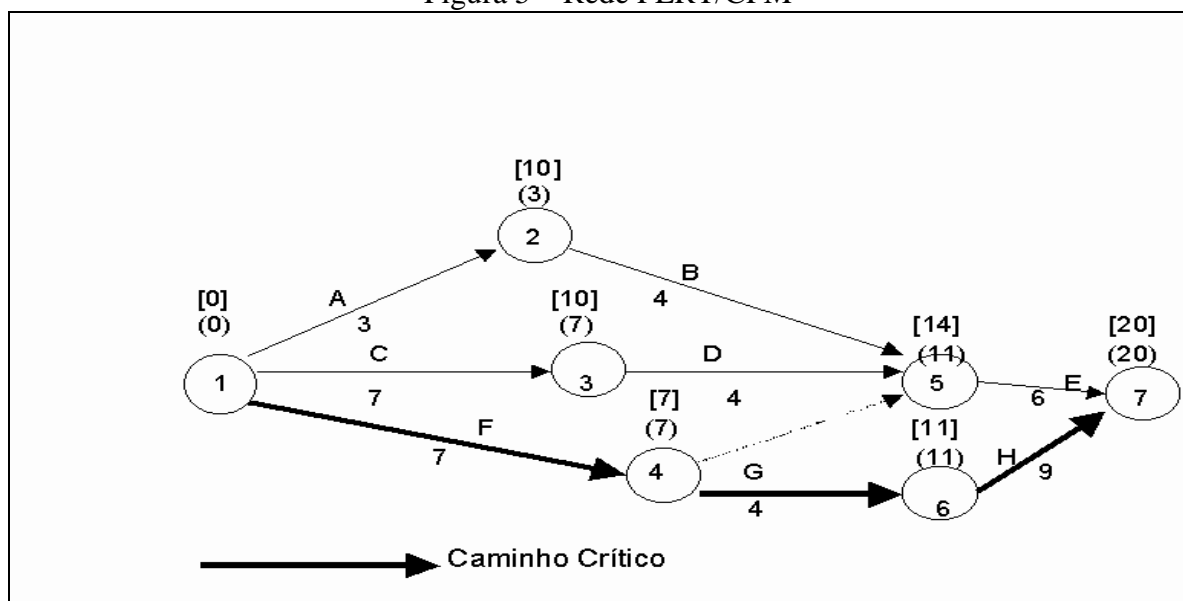 Figura 3 – Rede PERT/CPM
[10]
(3)
2
B
4
A
3
[0]
(0)
1
C
7
[10]
(7)
3
D
4
[14]
(11)
5
E
6
[20]
(20)
7
F
7
[7]
(7)
4
G
4
[11]
(11)
6
H
9
Caminho Crítico